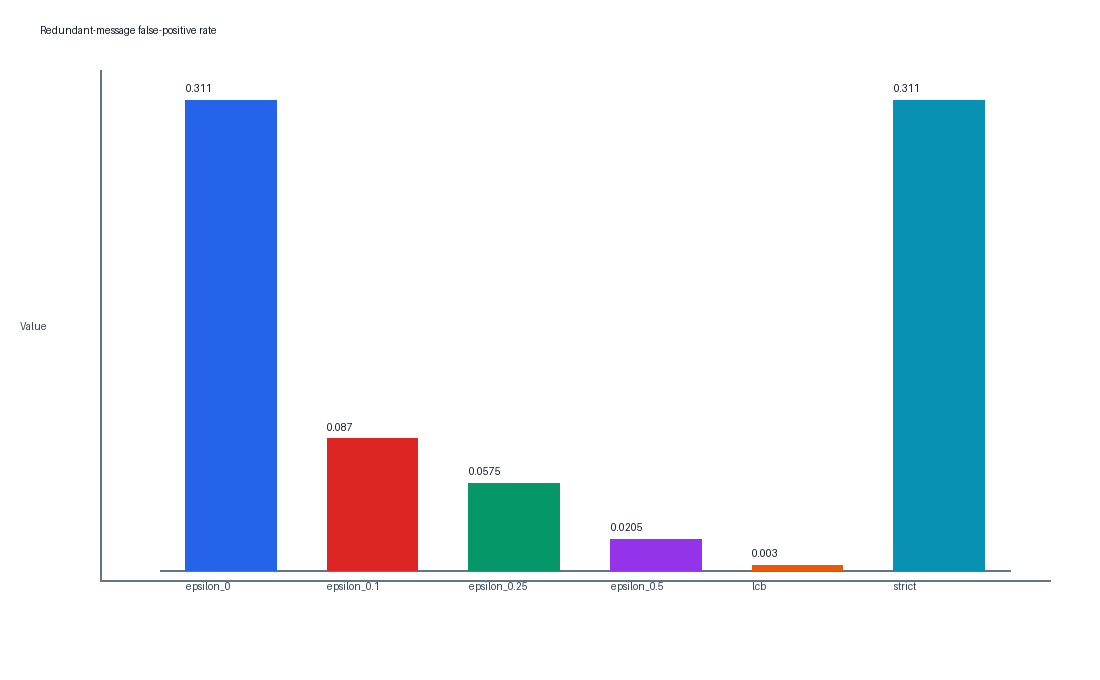 Redundant-message false-positive rate
0.311
0.311
0.087
0.0575
0.0205
0.003
Value
epsilon_0 epsilon_0.1 epsilon_0.25 epsilon_0.5 lcb strict